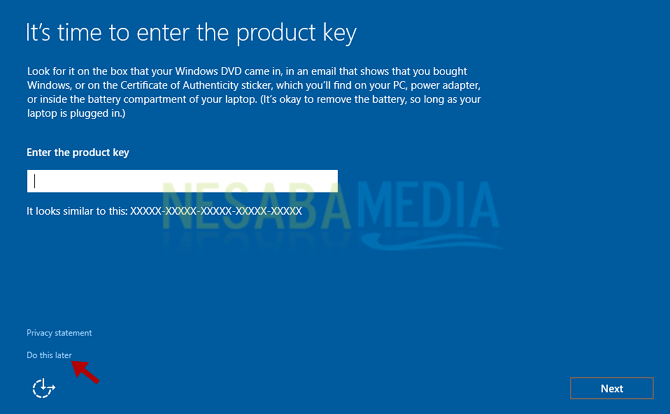 It's time to enter the product key
Look for it on the box that your Windows DVD came in, in an email that shows that you bought
Windows, or on the Certificate of Authenticity sticker, which you'll find on your PC, power adapter,
or inside the battery compartment of your laptop. (It's okay to remove the battery, so long as your
laptop is plugged in.)
Enter the product key
NESABAMEDIA
It looks similar to this: XXXXX-XXXXX-XXXXX-XXXXX-XXXXX
Privacy statement
Do this later
Next